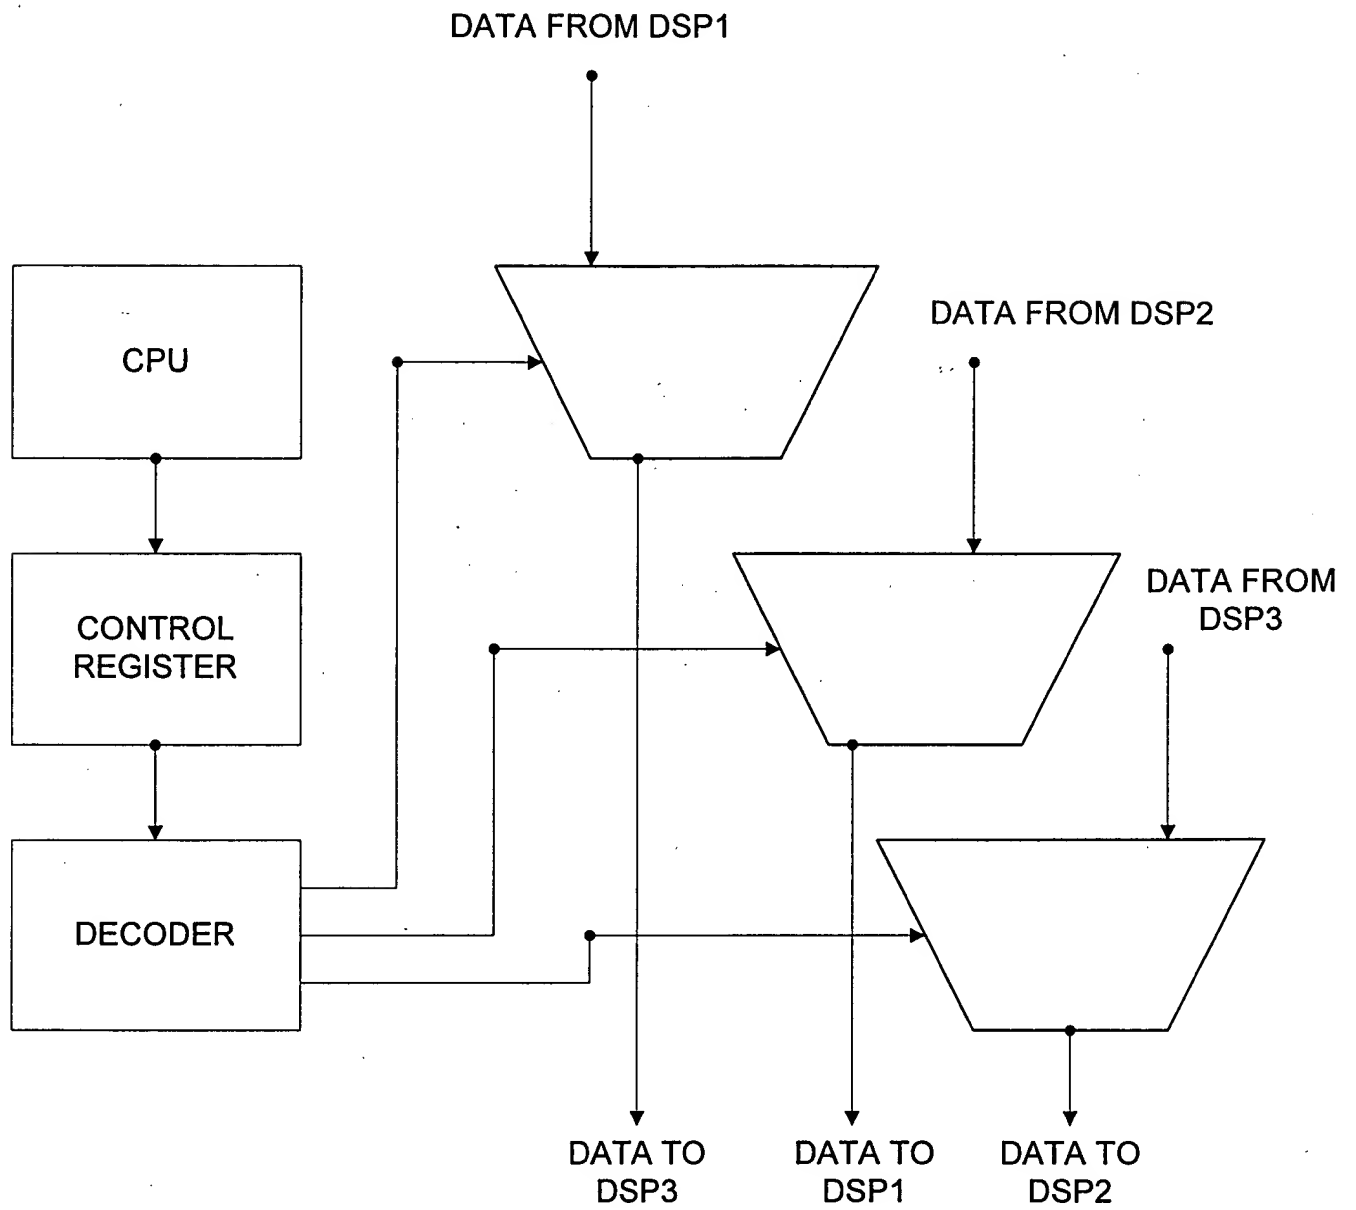 DATA FROM DSP1
DATA FROM DSP2
CPU
DATA FROM
DSP3
CONTROL
REGISTER
DECODER
DATA TO
DSP3
DATA TO
DSP1
DATA TO
DSP2